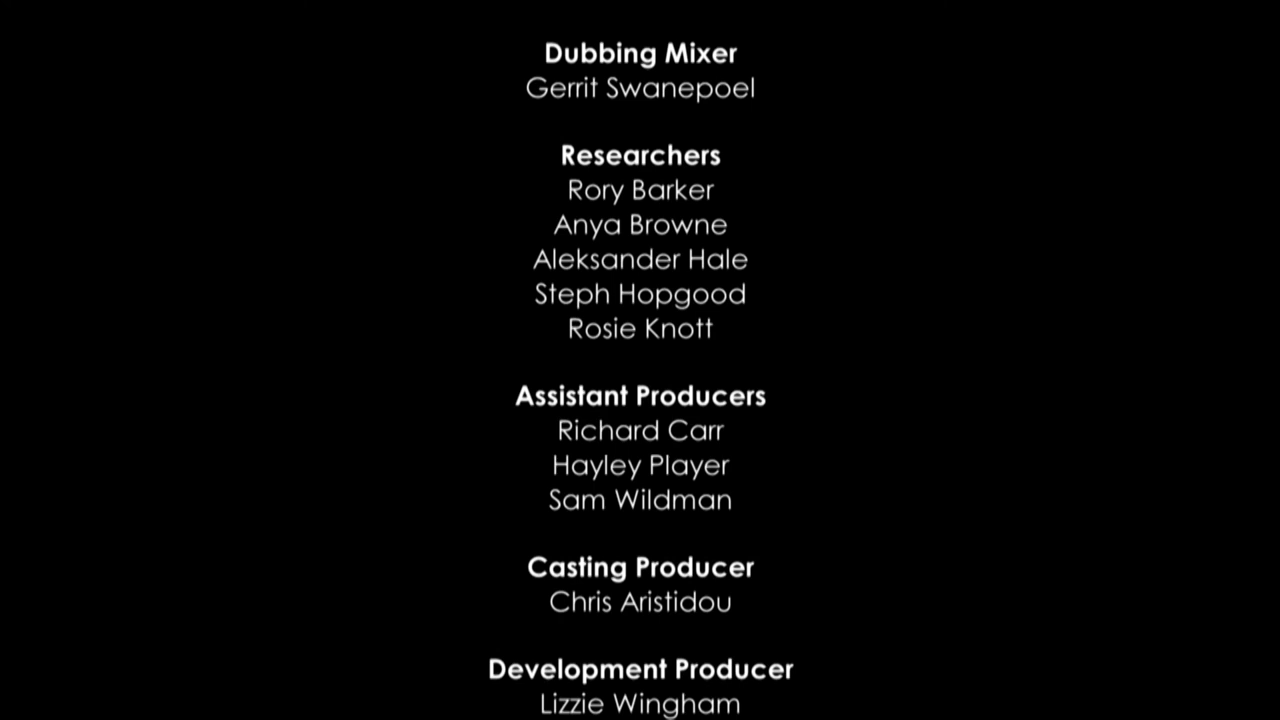 Dubbing Mixer
Gerrit Swanepoel
Researchers
Rory Barker
Anya Browne
Aleksander Hale
Steph Hopgood
Rosie Knott
Assistant Producers
Richard Carr
Hayley Player
Sam Wildman
Casting Producer
Chris Aristidou
Development Producer
Lizzie Wingham